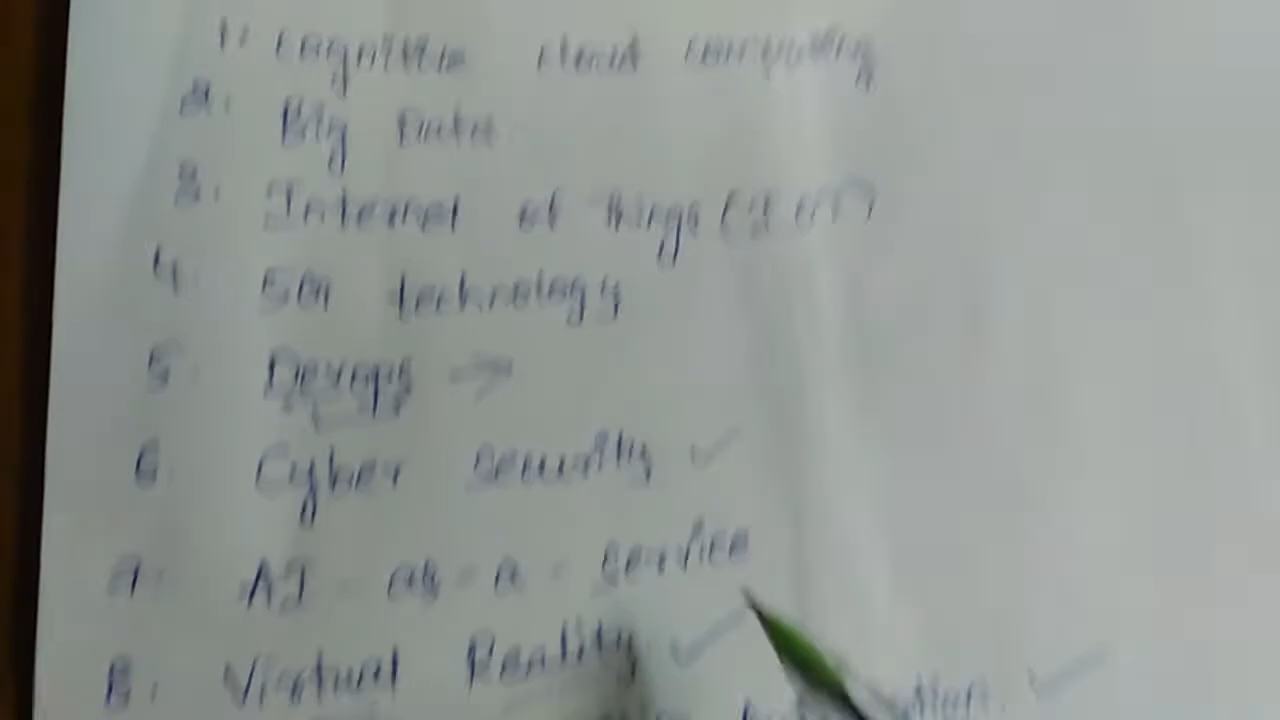 1. Cognitive cloud computing
2. Big Data
3. Internet of things (IOT)
4. 5G technology
5. Devops →
6. Cyber security ✓
7. AI - as - a - service
8. Virtual Reality ✓